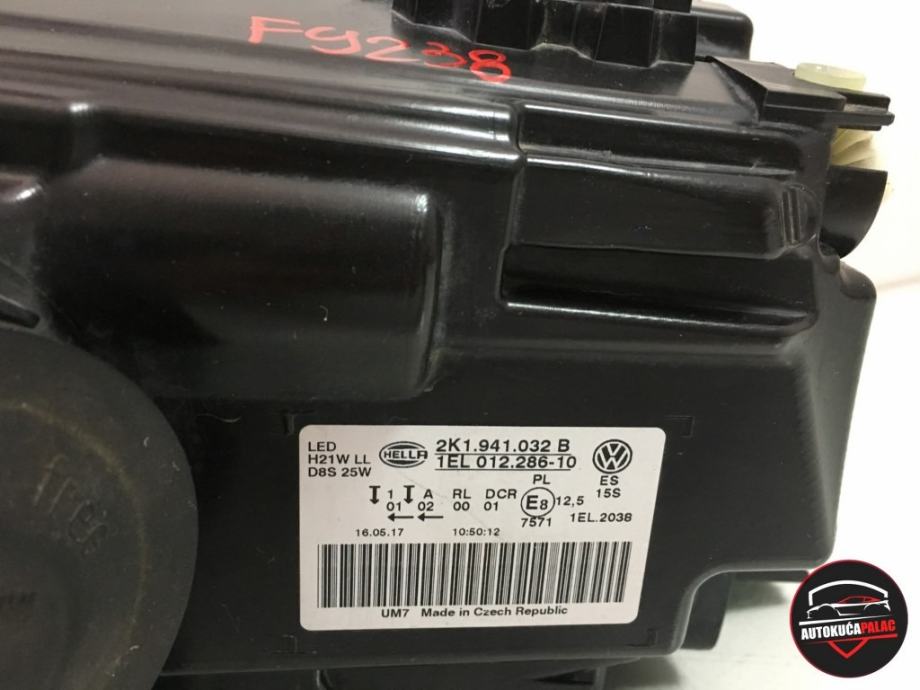 FY238
LED
H21W LL
D8S 25W
HELLA
2K1.941.032 B
1EL 012.286-10
ES
15S
1 A RL DCR PL
01 02 00 01 E8 12,5
7571 1EL.2038
16.05.17 10:50:12
UM7 Made in Czech Republic
free
AUTOKUĆAPALAC